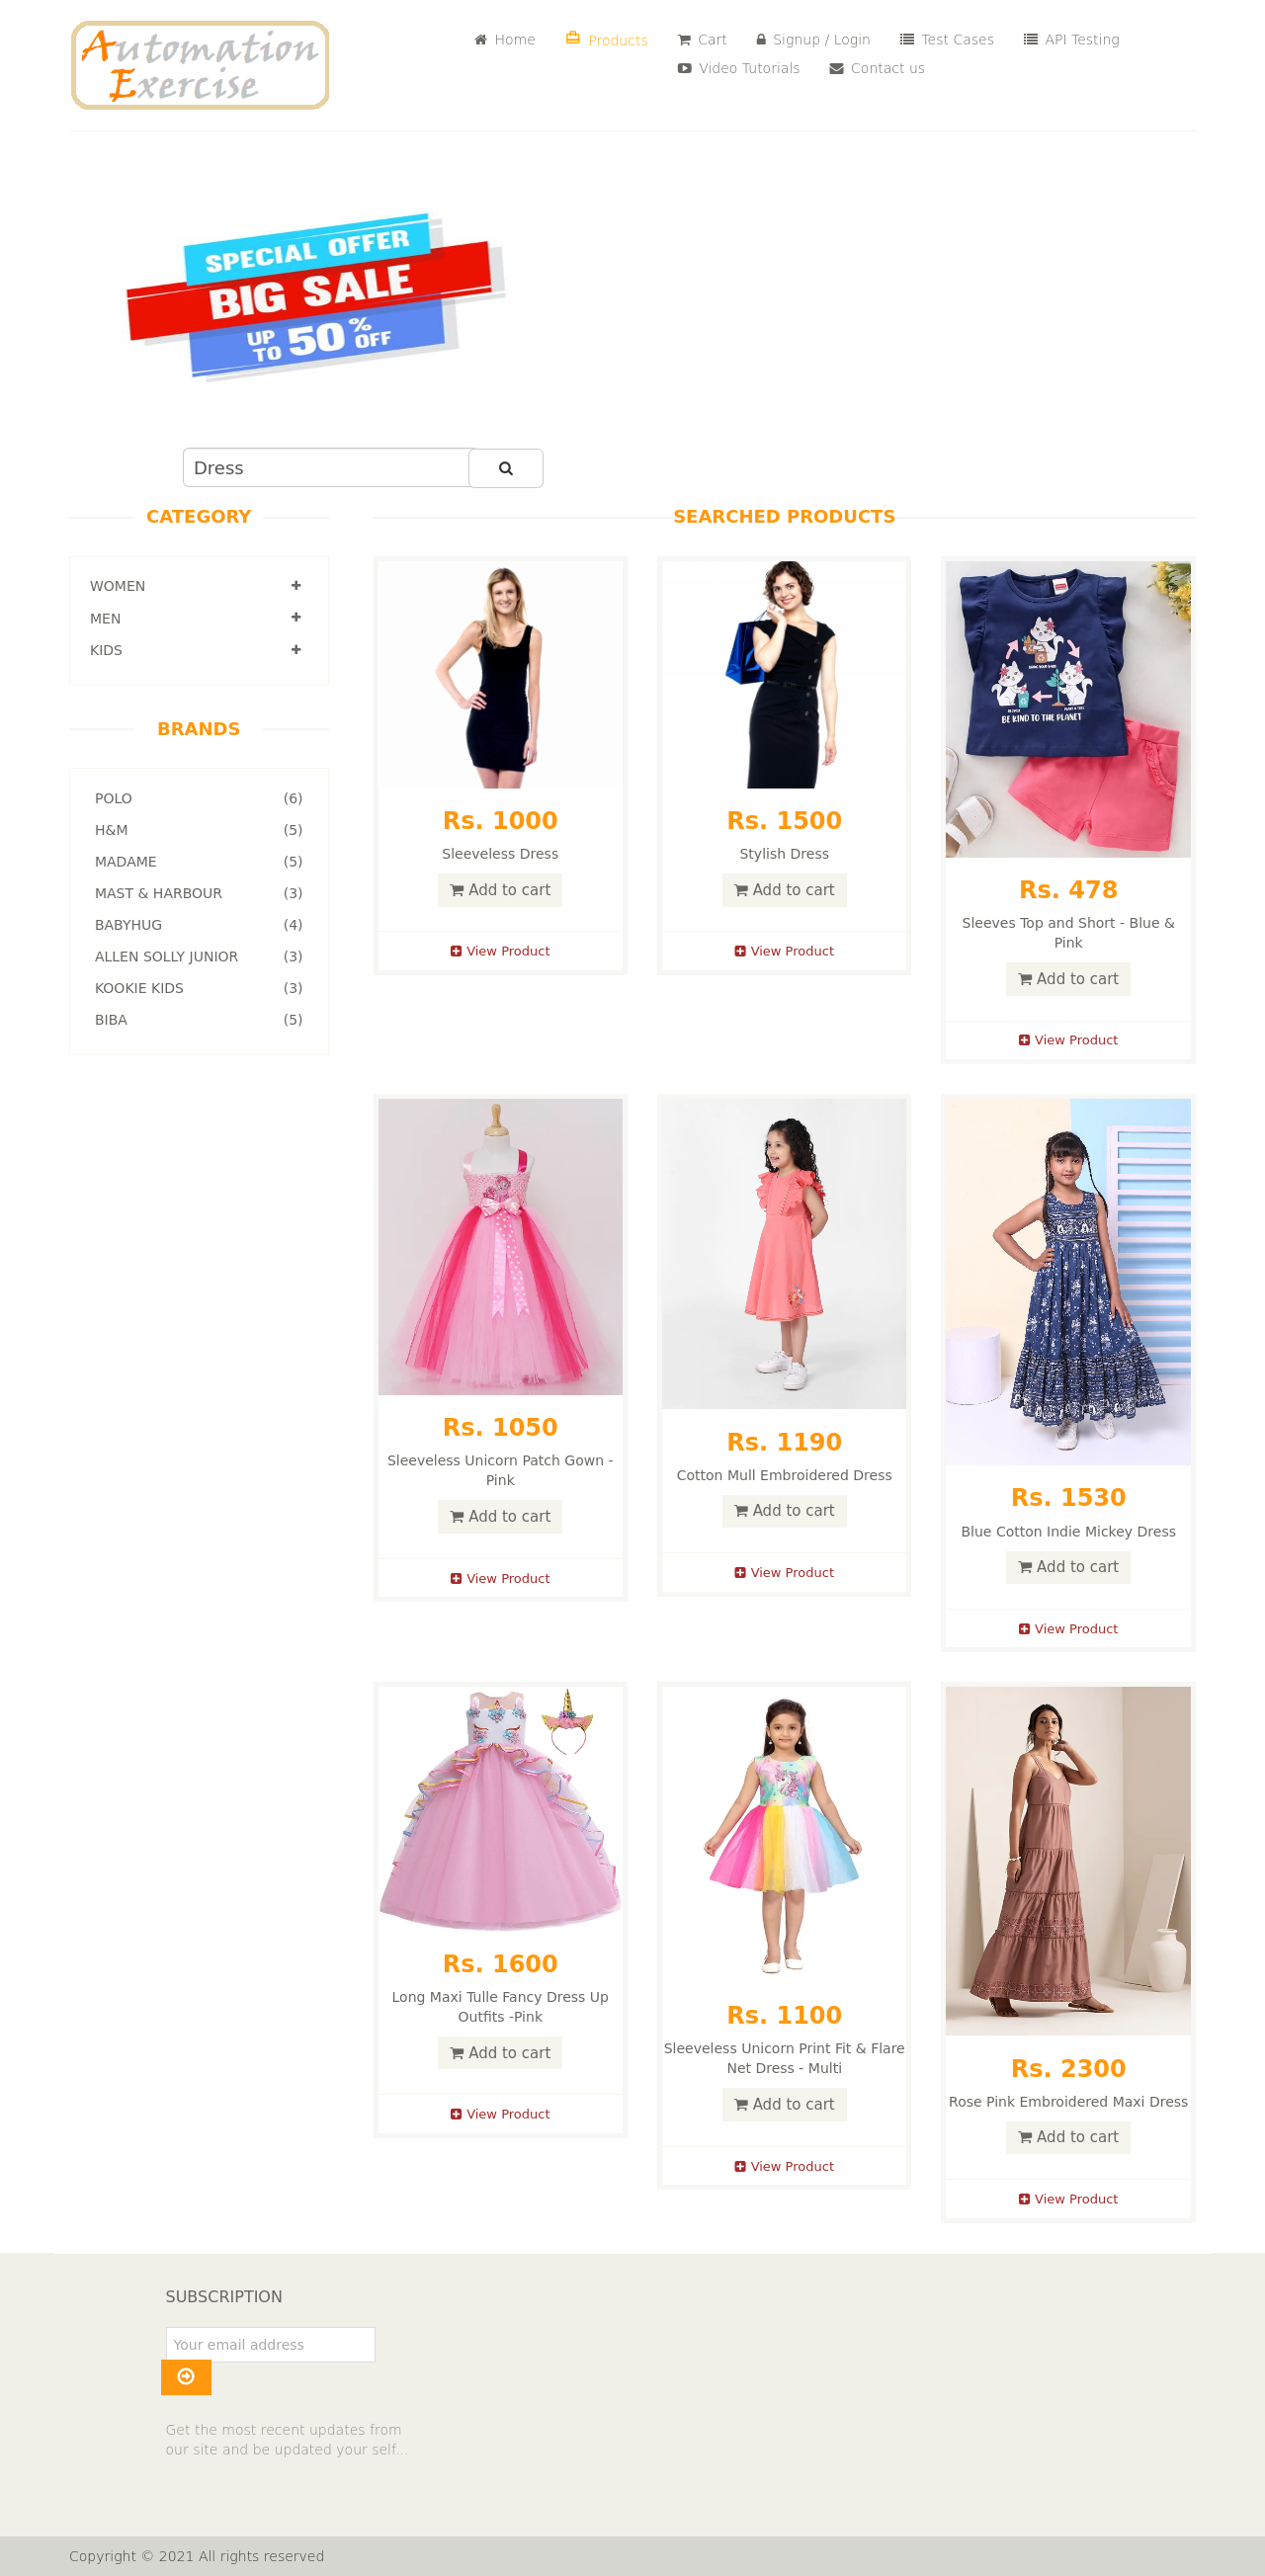 Automation
Exercise
Home
Products
Cart
Signup / Login
Test Cases
API Testing
Video Tutorials
Contact us
SPECIAL OFFER
BIG SALE
UP TO 50% OFF
Dress
CATEGORY
WOMEN
MEN
KIDS
BRANDS
POLO (6)
H&M (5)
MADAME (5)
MAST & HARBOUR (3)
BABYHUG (4)
ALLEN SOLLY JUNIOR (3)
KOOKIE KIDS (3)
BIBA (5)
SEARCHED PRODUCTS
Rs. 1000
Sleeveless Dress
Add to cart
View Product
Rs. 1500
Stylish Dress
Add to cart
View Product
BE KIND TO THE PLANET
Rs. 478
Sleeves Top and Short - Blue &
Pink
Add to cart
View Product
Rs. 1050
Sleeveless Unicorn Patch Gown -
Pink
Add to cart
View Product
Rs. 1190
Cotton Mull Embroidered Dress
Add to cart
View Product
Rs. 1530
Blue Cotton Indie Mickey Dress
Add to cart
View Product
Rs. 1600
Long Maxi Tulle Fancy Dress Up
Outfits -Pink
Add to cart
View Product
Rs. 1100
Sleeveless Unicorn Print Fit & Flare
Net Dress - Multi
Add to cart
View Product
Rs. 2300
Rose Pink Embroidered Maxi Dress
Add to cart
View Product
SUBSCRIPTION
Your email address
Get the most recent updates from
our site and be updated your self...
Copyright © 2021 All rights reserved